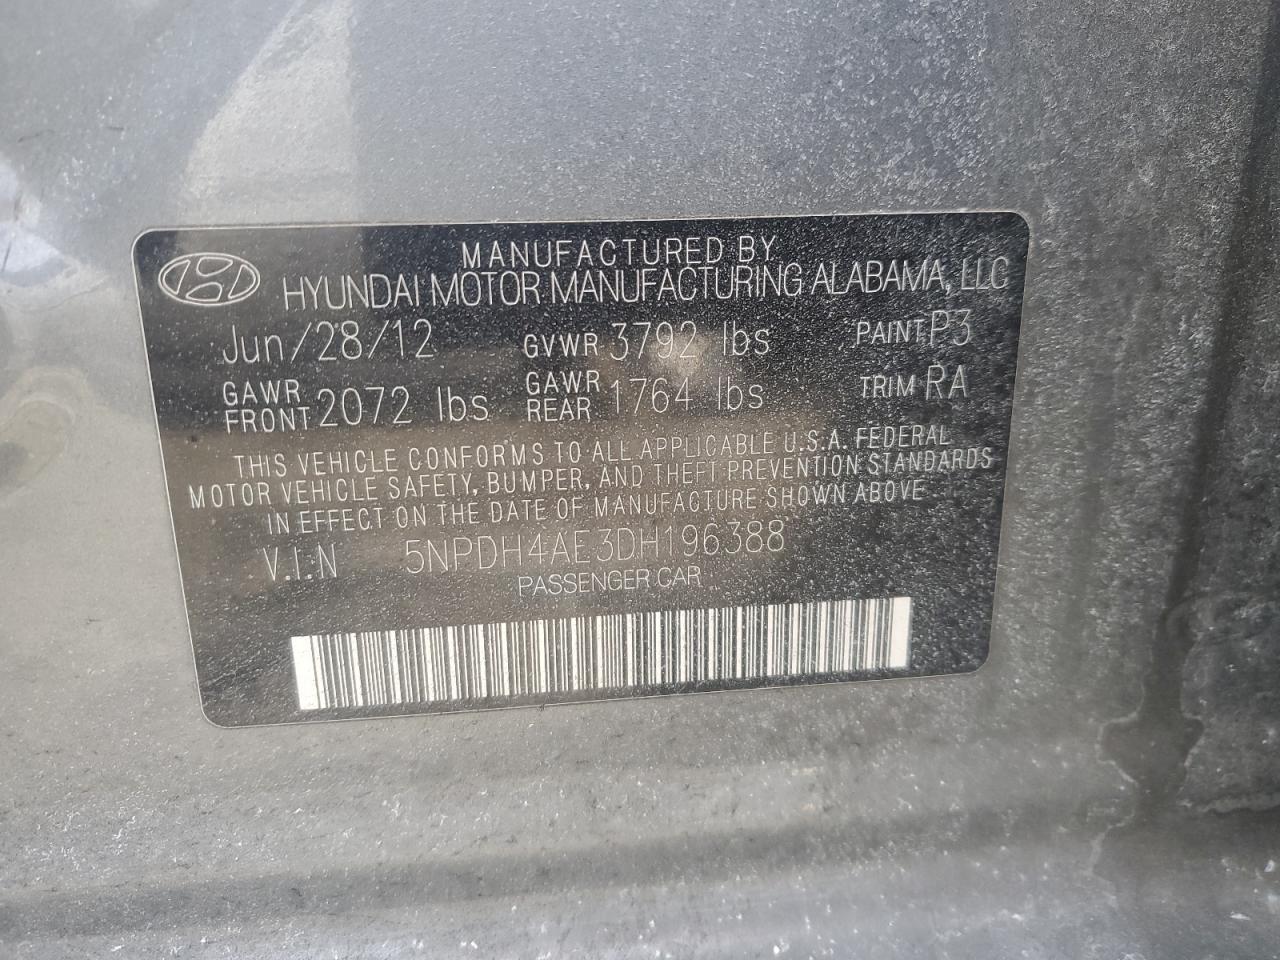 MANUFACTURED BY
HYUNDAI MOTOR MANUFACTURING ALABAMA, LLC
Jun/28/12 GVWR 3792 lbs PAINT P3
GAWR FRONT 2072 lbs GAWR REAR 1764 lbs TRIM RA
THIS VEHICLE CONFORMS TO ALL APPLICABLE U.S.A. FEDERAL
MOTOR VEHICLE SAFETY, BUMPER, AND THEFT PREVENTION STANDARDS
IN EFFECT ON THE DATE OF MANUFACTURE SHOWN ABOVE
V.I.N 5NPDH4AE3DH196388
PASSENGER CAR